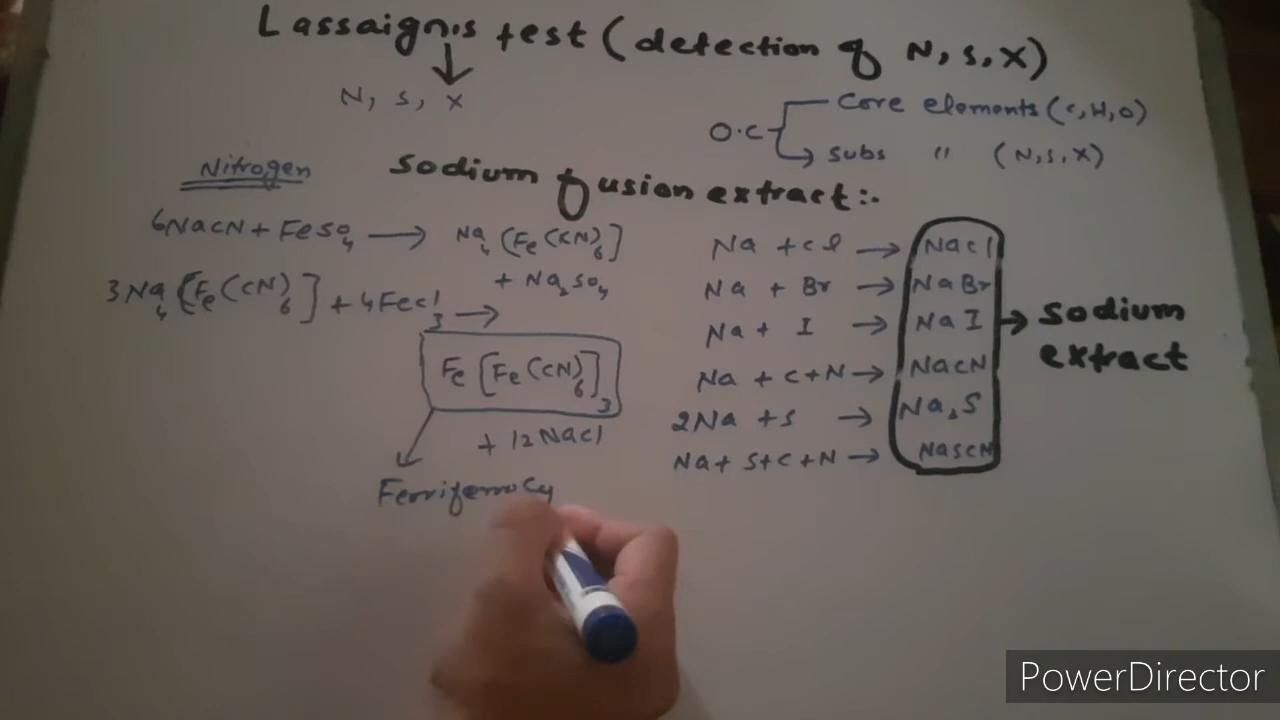 Lassaignis test (detection of N, S, X)
N, S, X
O.C
Core elements (C, H, O)
Subs " (N, S, X)
Nitrogen
Sodium fusion extract:-
6NaCN + FeSO4 → Na4[Fe(CN)6]
+ Na2SO4
3Na4[Fe(CN)6] + 4FeCl3 →
Fe[Fe(CN)6]3
+ 12NaCl
Ferriferrocy
Na + Cl → NaCl
Na + Br → NaBr
Na + I → NaI
Na + C+N → NaCN
2Na + S → Na2S
Na + S+C+N → NaSCN
→ Sodium
extract
PowerDirector